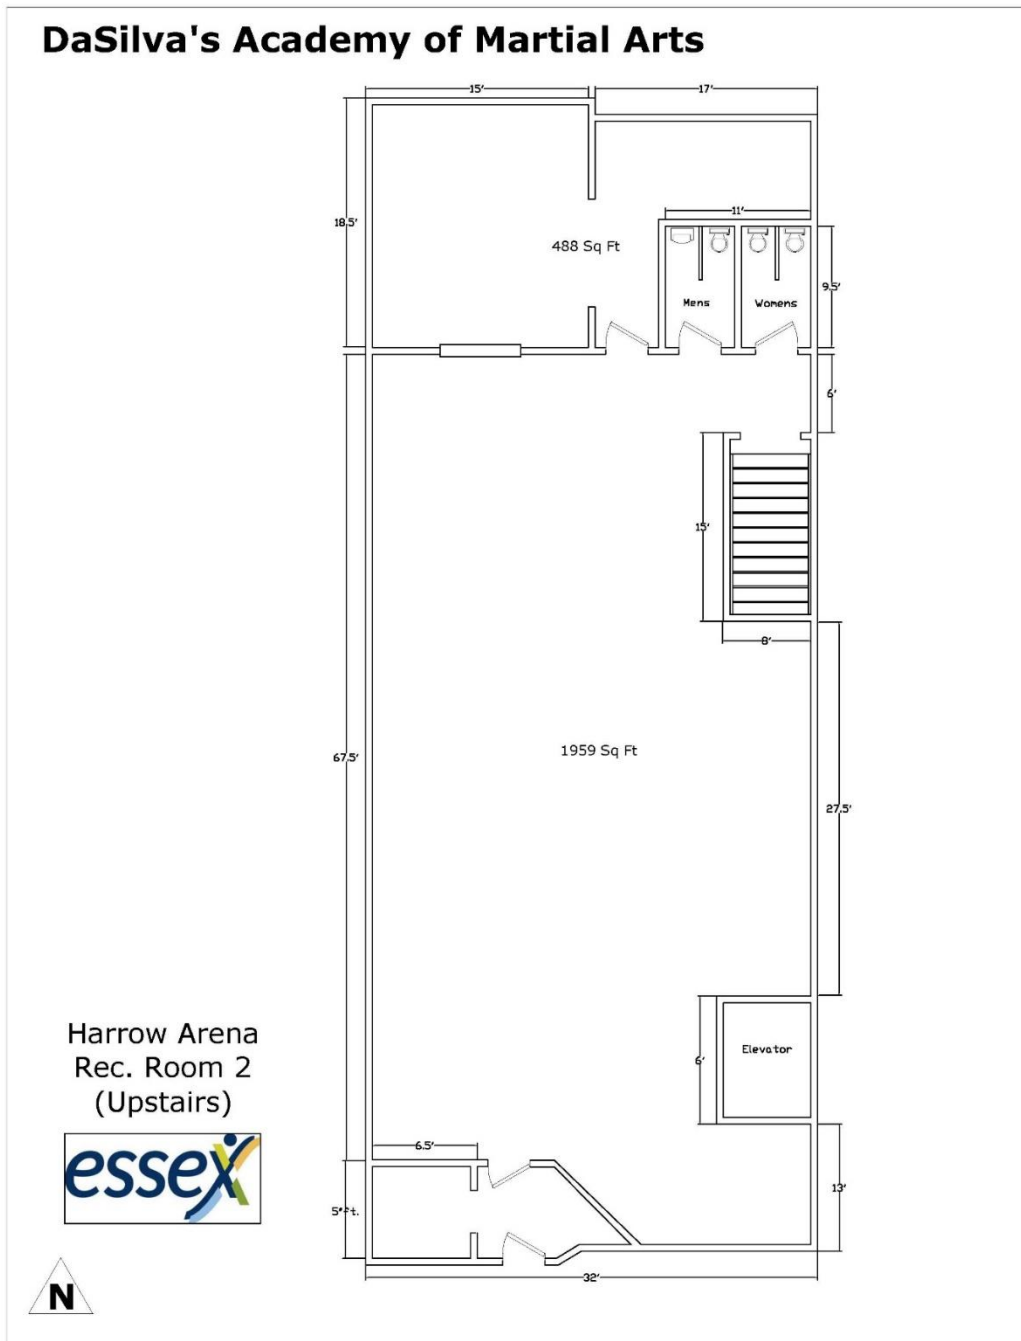 DaSilva's Academy of Martial Arts
15'
17'
18.5'
11'
488 Sq Ft
9.5'
Mens
Womens
6'
15'
8'
67.5'
1959 Sq Ft
27.5'
Harrow Arena
Rec. Room 2
(Upstairs)
Elevator
6'
essex
6.5'
13'
32'
N